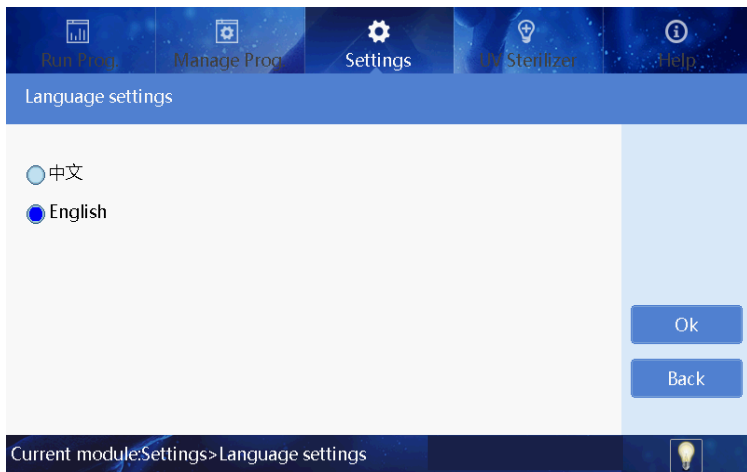 Run Prog. Manage Prog. Settings UV Sterilizer Help
Language settings
中文
English
Ok
Back
Current module:Settings>Language settings